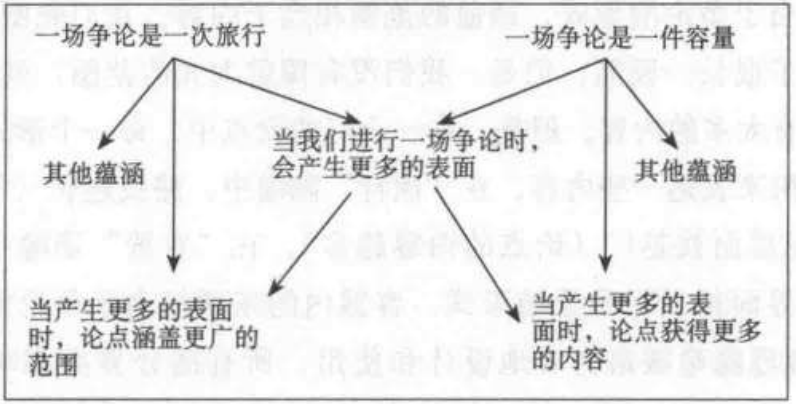 一场争论是一次旅行
一场争论是一件容量
当我们进行一场争论时，
会产生更多的表面
其他蕴涵
其他蕴涵
当产生更多的表面
时，论点涵盖更广的
范围
当产生更多的表
面时，论点获得更多
的内容